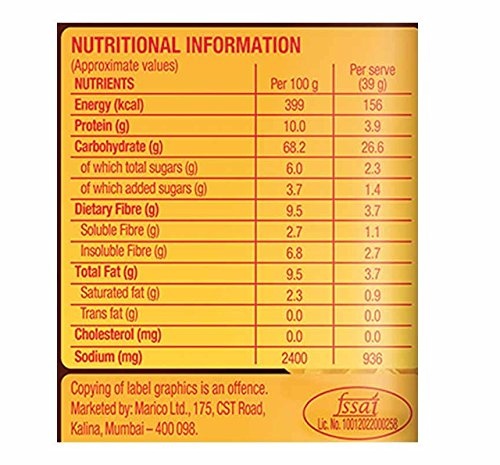 NUTRITIONAL INFORMATION
(Approximate values)
NUTRIENTS Per 100 g Per serve (39 g)
Energy (kcal) 399 156
Protein (g) 10.0 3.9
Carbohydrate (g) 68.2 26.6
of which total sugars (g) 6.0 2.3
of which added sugars (g) 3.7 1.4
Dietary Fibre (g) 9.5 3.7
Soluble Fibre (g) 2.7 1.1
Insoluble Fibre (g) 6.8 2.7
Total Fat (g) 9.5 3.7
Saturated fat (g) 2.3 0.9
Trans fat (g) 0.0 0.0
Cholesterol (mg) 0.0 0.0
Sodium (mg) 2400 936
Copying of label graphics is an offence.
Marketed by: Marico Ltd., 175, CST Road,
Kalina, Mumbai – 400 098.
fssai
Lic. No. 10012022000258